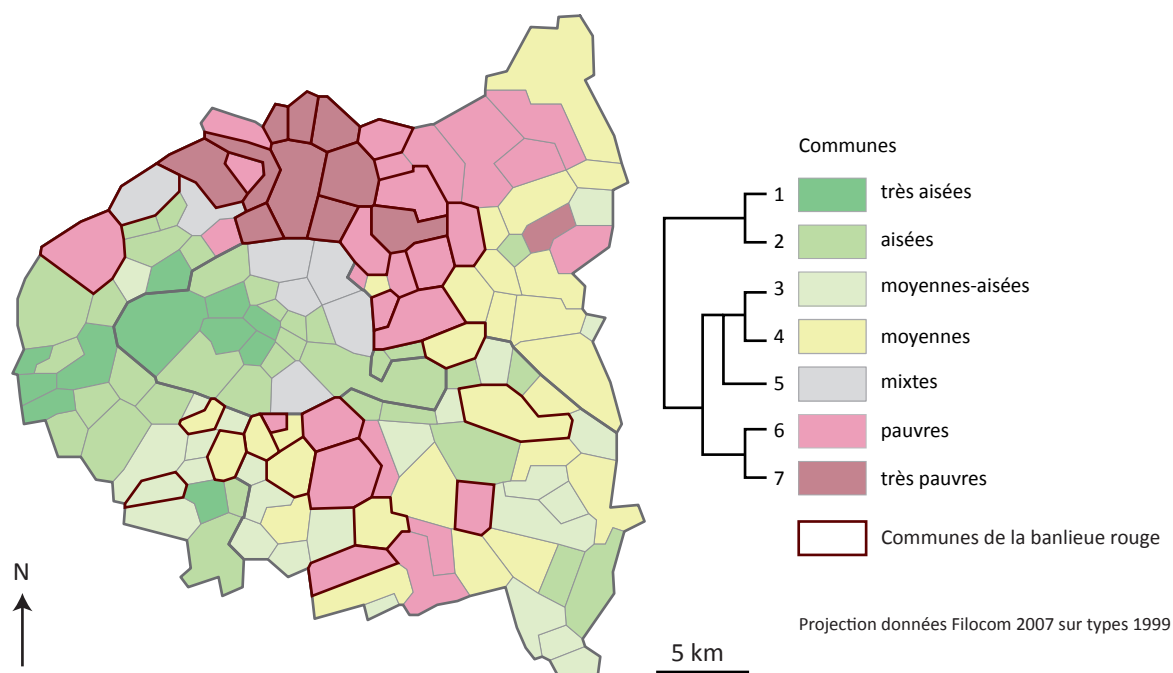 Communes
1 très aisées
2 aisées
3 moyennes-aisées
4 moyennes
5 mixtes
6 pauvres
7 très pauvres
Communes de la banlieue rouge
N
Projection données Filocom 2007 sur types 1999
5 km